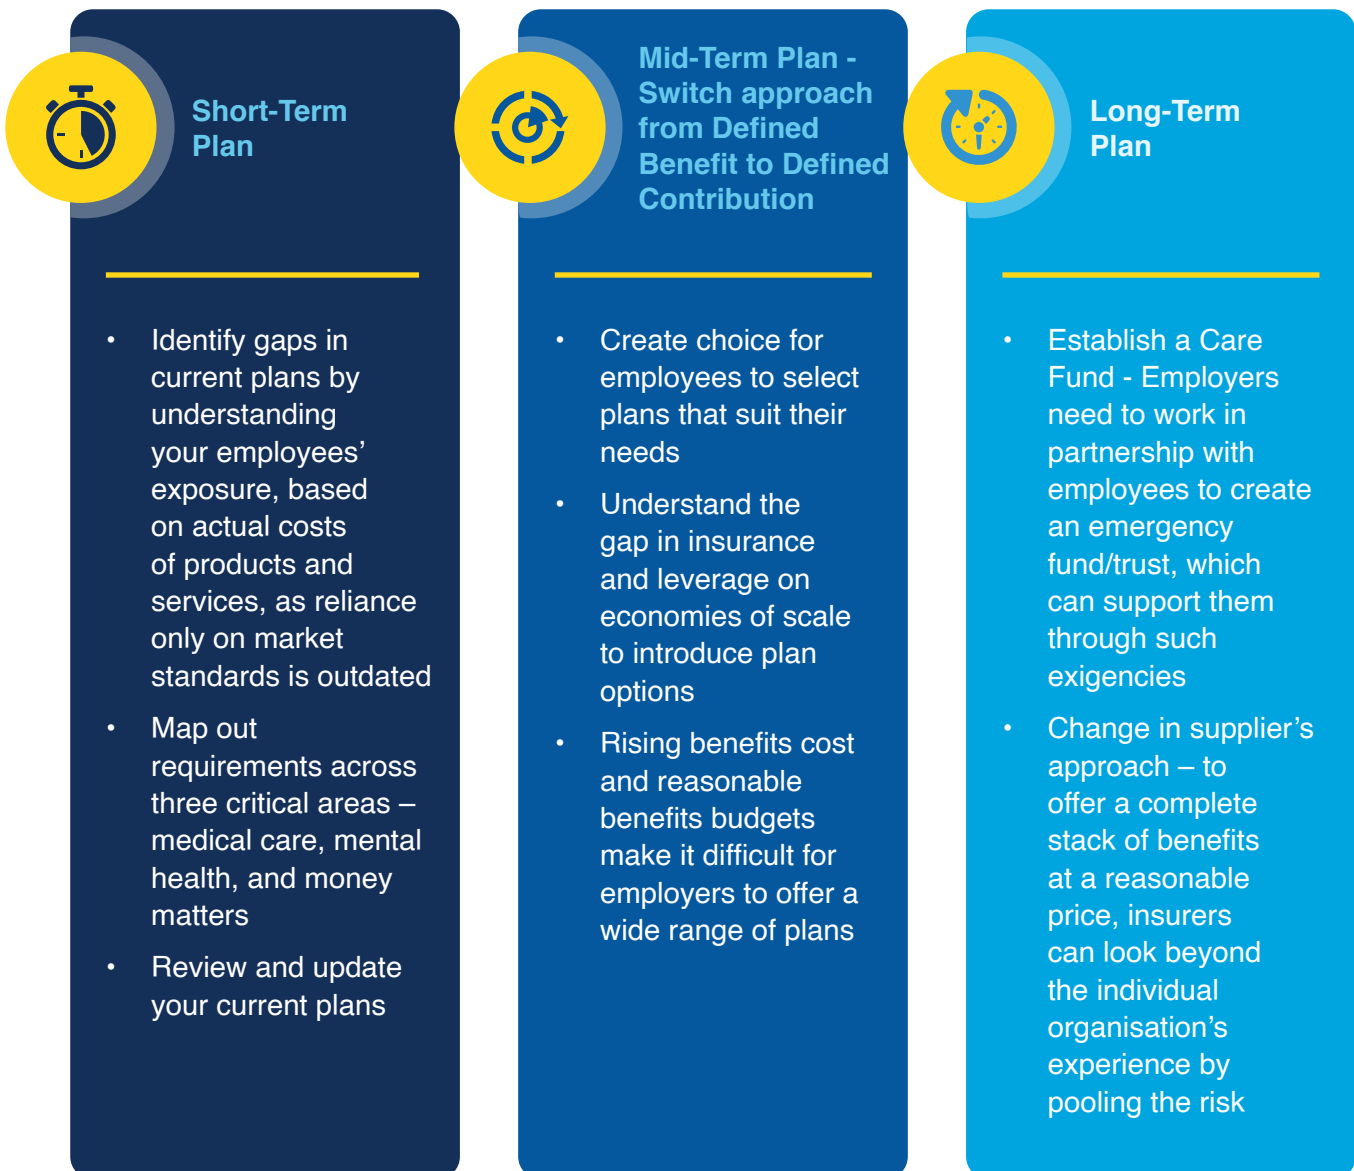 Short-Term
Plan
• Identify gaps in
current plans by
understanding
your employees’
exposure, based
on actual costs
of products and
services, as reliance
only on market
standards is outdated
• Map out
requirements across
three critical areas –
medical care, mental
health, and money
matters
• Review and update
your current plans
Mid-Term Plan -
Switch approach
from Defined
Benefit to Defined
Contribution
• Create choice for
employees to select
plans that suit their
needs
• Understand the
gap in insurance
and leverage on
economies of scale
to introduce plan
options
• Rising benefits cost
and reasonable
benefits budgets
make it difficult for
employers to offer a
wide range of plans
Long-Term
Plan
• Establish a Care
Fund - Employers
need to work in
partnership with
employees to create
an emergency
fund/trust, which
can support them
through such
exigencies
• Change in supplier’s
approach – to
offer a complete
stack of benefits
at a reasonable
price, insurers
can look beyond
the individual
organisation’s
experience by
pooling the risk